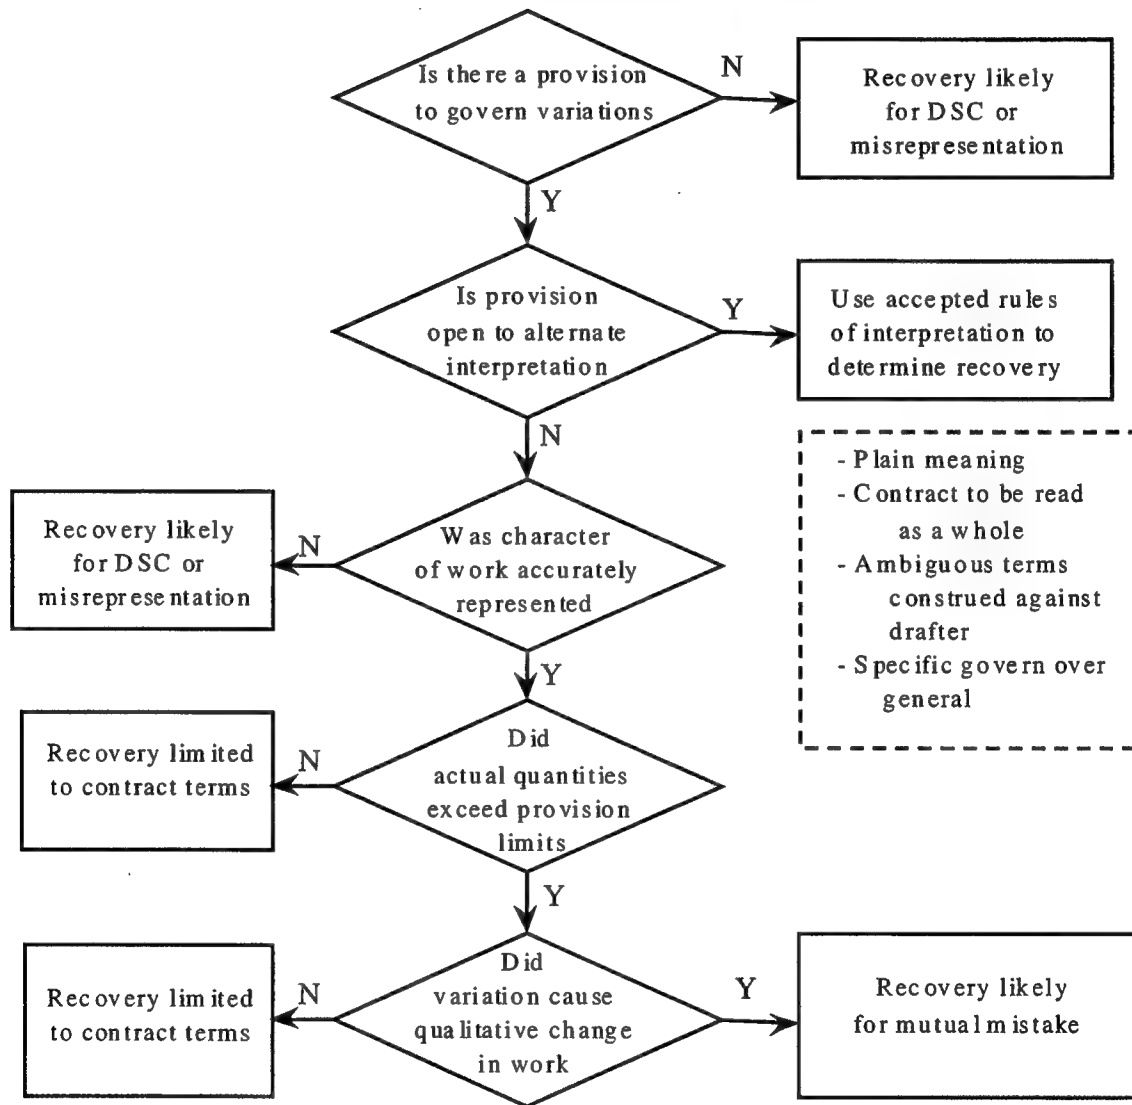 Is there a provision
to govern variations
N
Recovery likely
for DSC or
misrepresentation
Y
Is provision
open to alternate
interpretation
Y
Use accepted rules
of interpretation to
determine recovery
N
- Plain meaning
- Contract to be read
as a whole
- Ambiguous terms
construed against
drafter
- Specific govern over
general
Was character
of work accurately
represented
N
Recovery likely
for DSC or
misrepresentation
Y
Did
actual quantities
exceed provision
limits
N
Recovery limited
to contract terms
Y
Did
variation cause
qualitative change
in work
N
Recovery limited
to contract terms
Y
Recovery likely
for mutual mistake